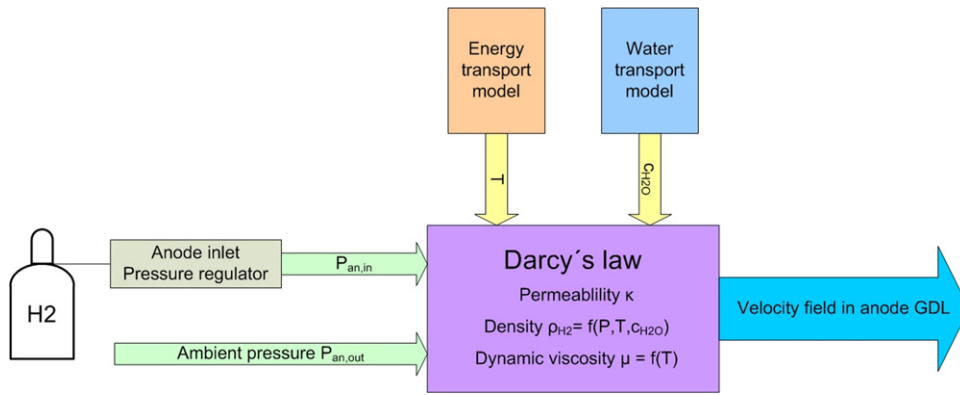 Energy
transport
model
Water
transport
model
T
cH2O
H2
Anode inlet
Pressure regulator
Pan,in
Ambient pressure Pan,out
Darcy´s law
Permeablility κ
Density ρH2= f(P,T,cH2O)
Dynamic viscosity μ = f(T)
Velocity field in anode GDL